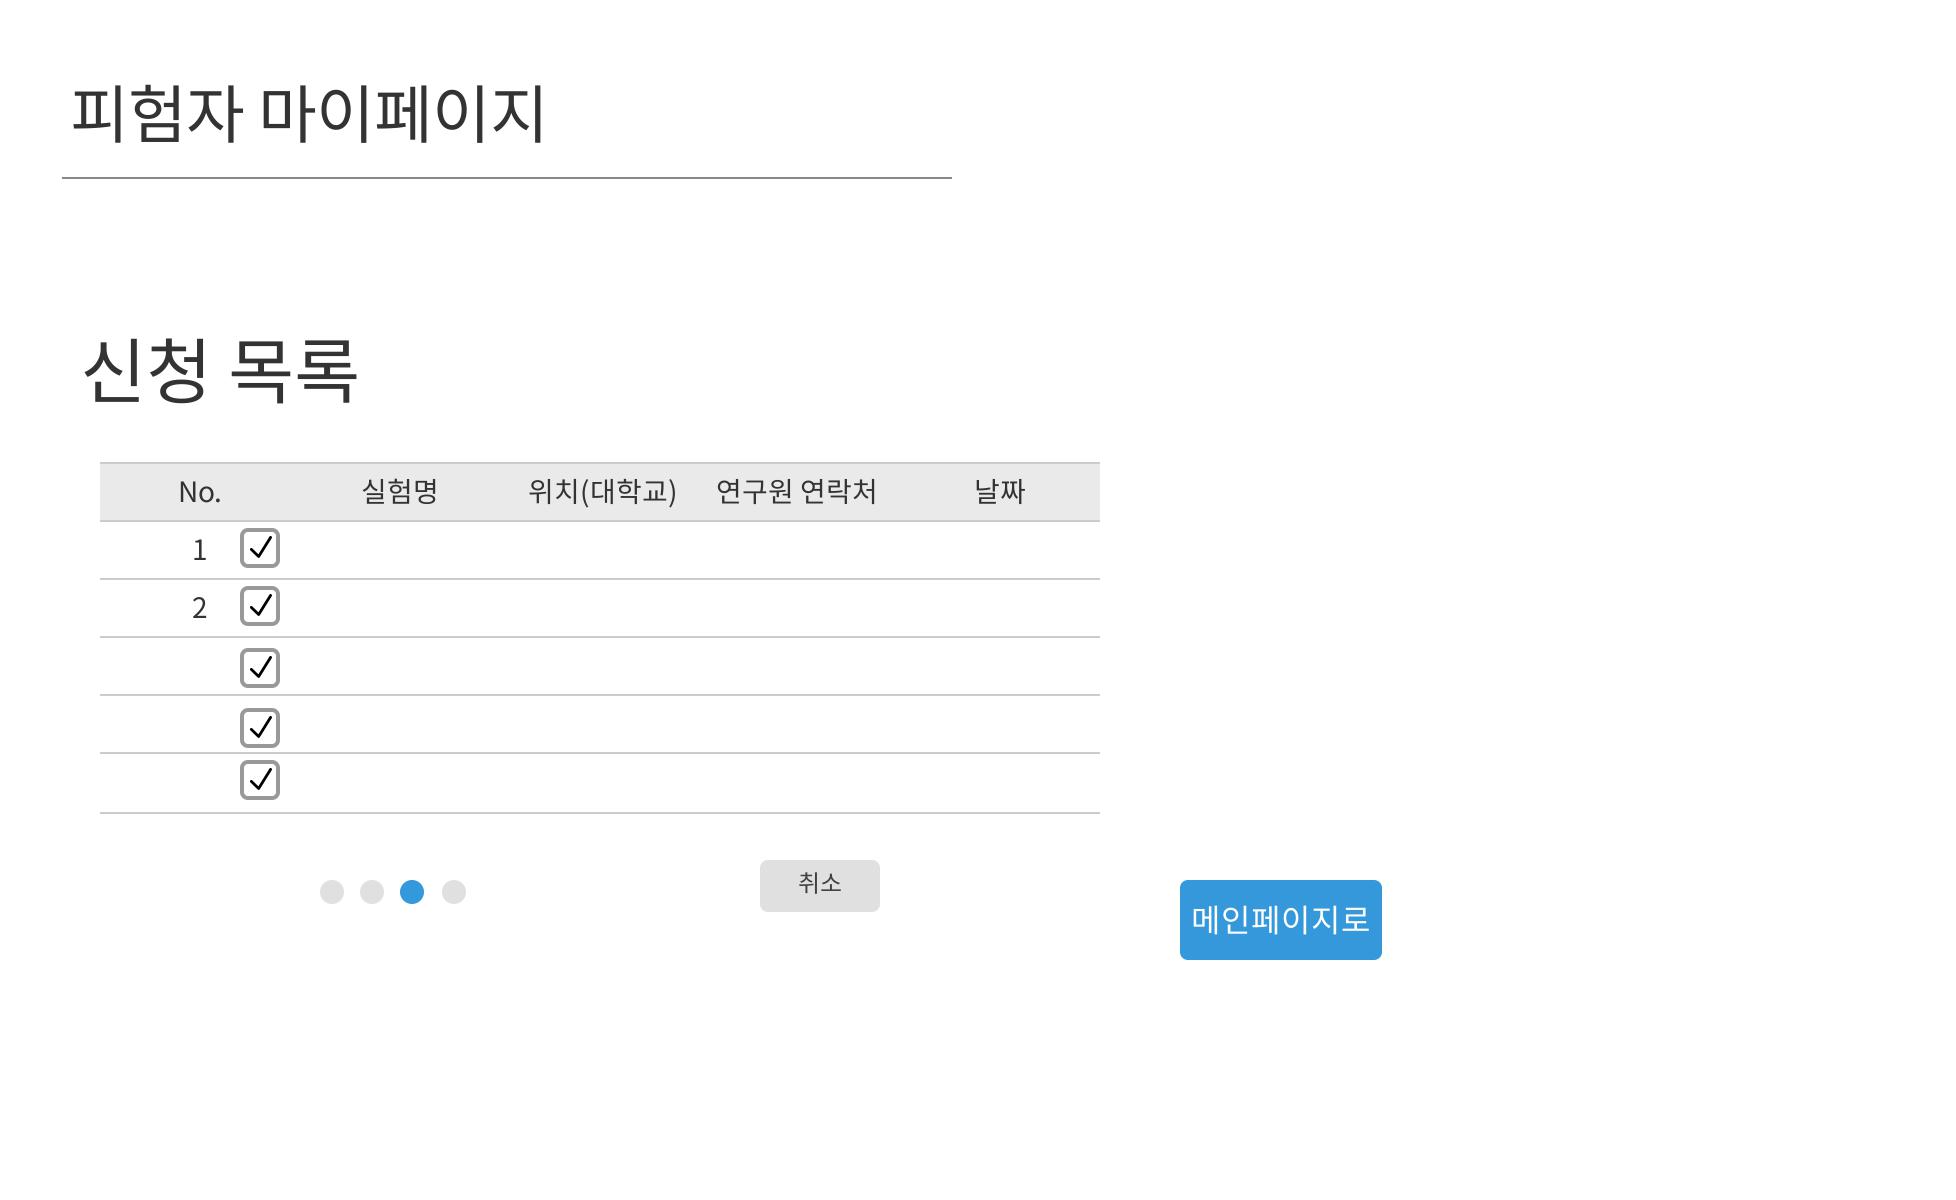 피험자 마이페이지
신청 목록
No. 실험명 위치(대학교) 연구원 연락처 날짜
1
2
취소
메인페이지로